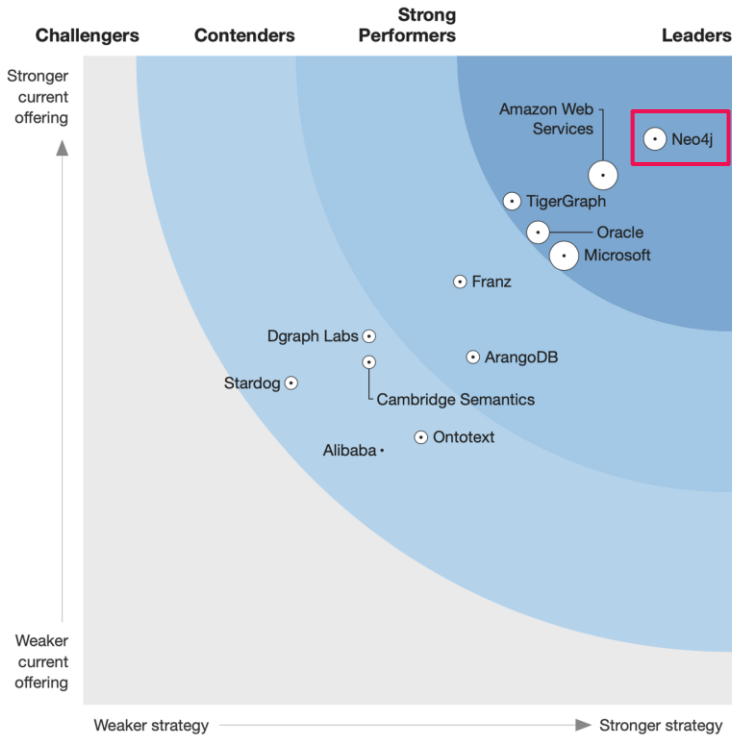 Challengers
Contenders
Strong
Performers
Leaders
Stronger
current
offering
Amazon Web
Services
Neo4j
TigerGraph
Oracle
Microsoft
Franz
Dgraph Labs
ArangoDB
Stardog
Cambridge Semantics
Ontotext
Alibaba
Weaker
current
offering
Weaker strategy
Stronger strategy